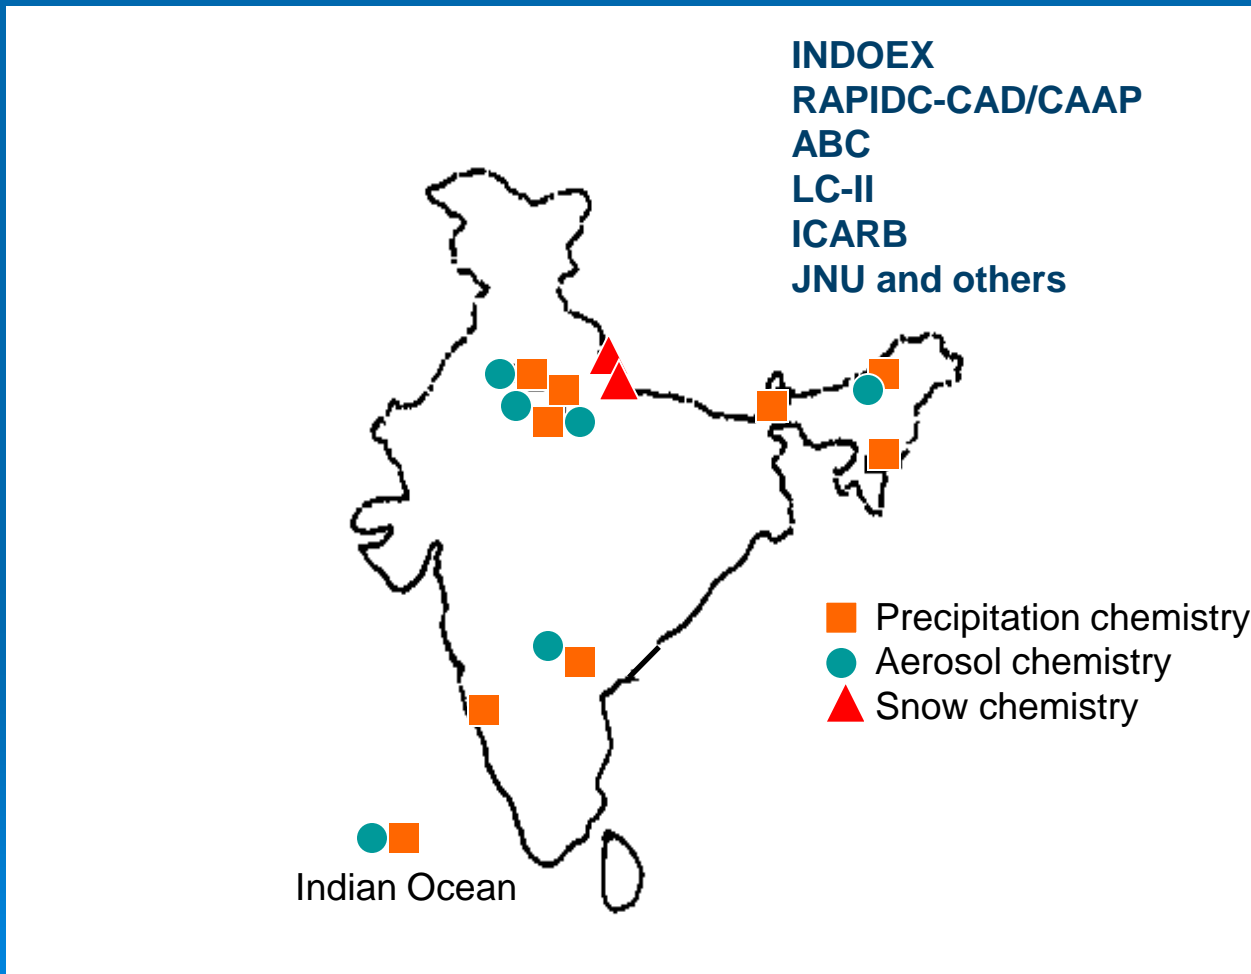 INDOEX
RAPIDC-CAD/CAAP
ABC
LC-II
ICARB
JNU and others
Precipitation chemistry
Aerosol chemistry
Snow chemistry
Indian Ocean